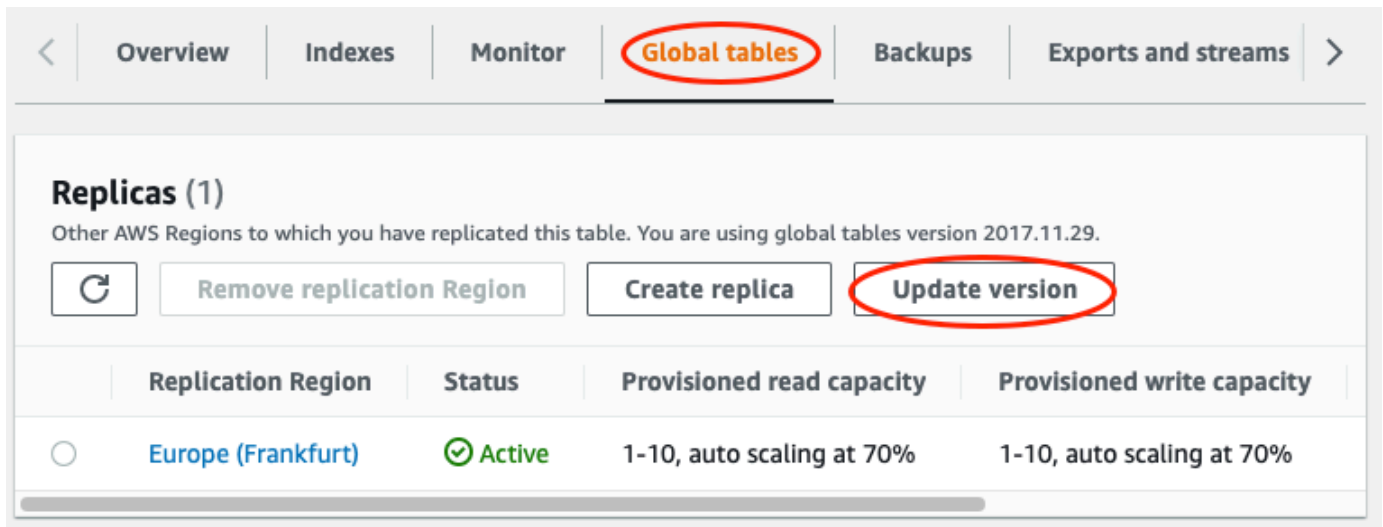 Overview Indexes Monitor Global tables Backups Exports and streams
Replicas (1)
Other AWS Regions to which you have replicated this table. You are using global tables version 2017.11.29.
Remove replication Region Create replica Update version
Replication Region Status Provisioned read capacity Provisioned write capacity
Europe (Frankfurt) Active 1-10, auto scaling at 70% 1-10, auto scaling at 70%